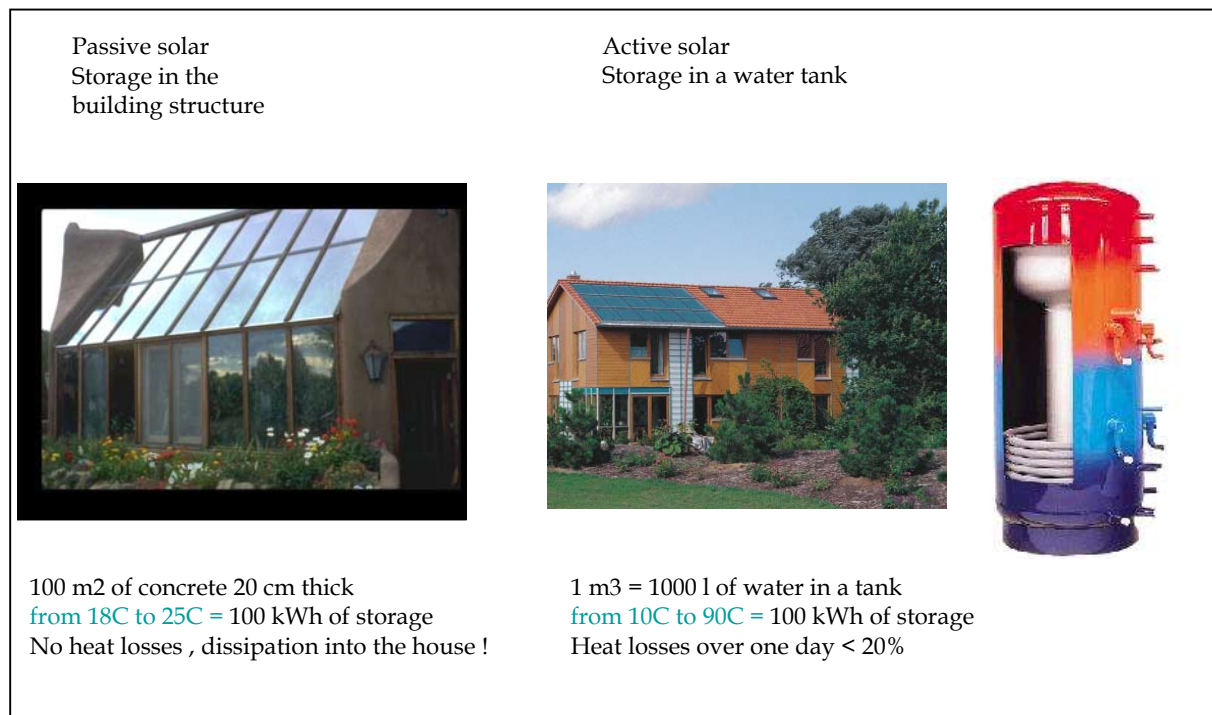 Passive solar
Storage in the
building structure
Active solar
Storage in a water tank
100 m2 of concrete 20 cm thick
from 18C to 25C = 100 kWh of storage
No heat losses , dissipation into the house !
1 m3 = 1000 l of water in a tank
from 10C to 90C = 100 kWh of storage
Heat losses over one day < 20%